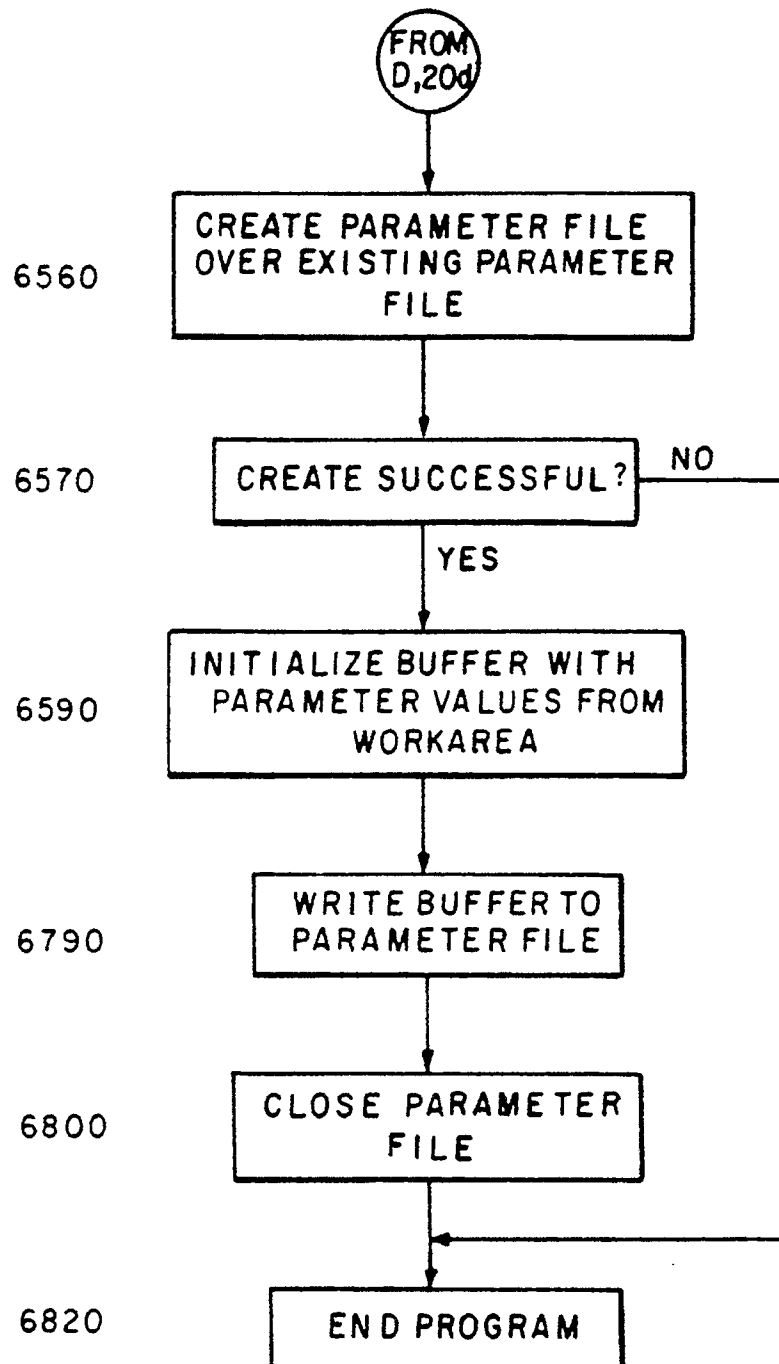 FROM
D,20d
CREATE PARAMETER FILE
OVER EXISTING PARAMETER
FILE
6560
CREATE SUCCESSFUL?
NO
6570
YES
INITIALIZE BUFFER WITH
PARAMETER VALUES FROM
WORKAREA
6590
WRITE BUFFER TO
PARAMETER FILE
6790
CLOSE PARAMETER
FILE
6800
END PROGRAM
6820